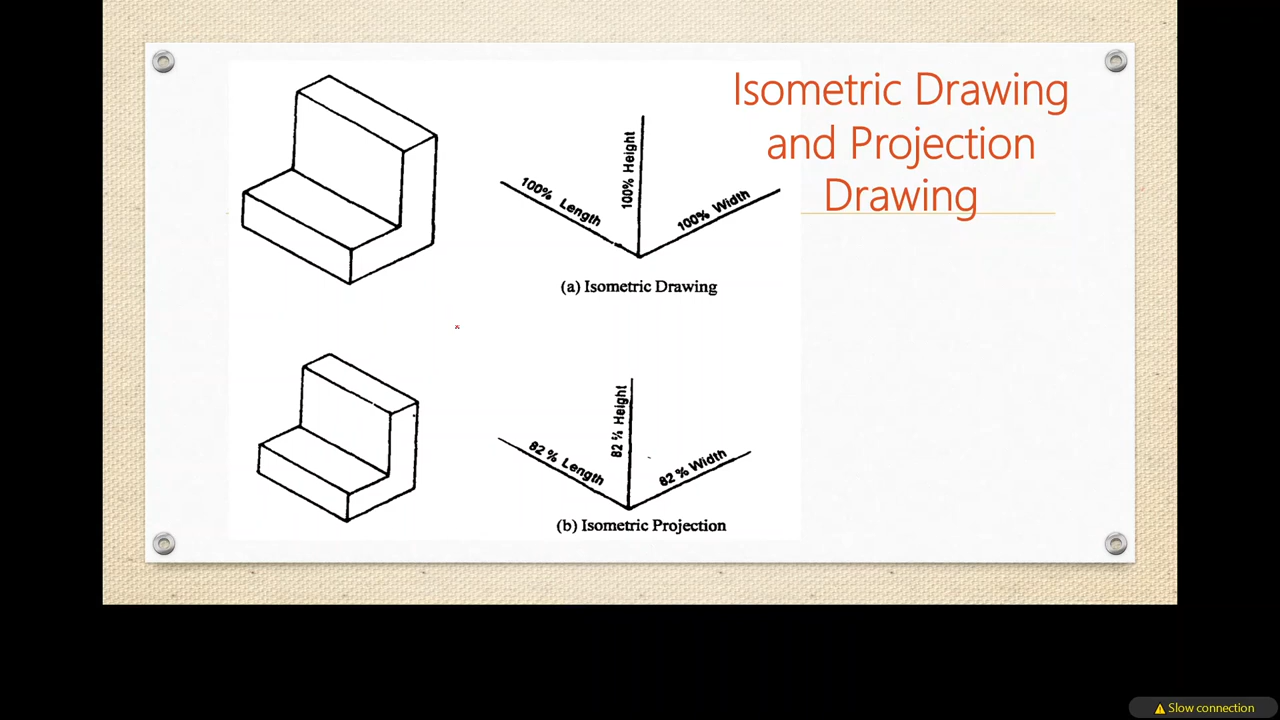 Isometric Drawing
and Projection
Drawing
100% Length
100% Height
100% Width
(a) Isometric Drawing
82 % Length
82 % Height
82 % Width
(b) Isometric Projection
Slow connection